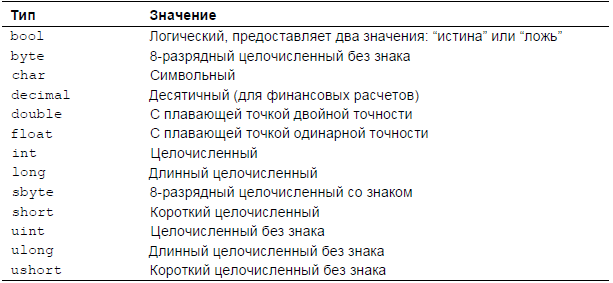 Тип Значение
bool Логический, предоставляет два значения: “истина” или “ложь”
byte 8-разрядный целочисленный без знака
char Символьный
decimal Десятичный (для финансовых расчетов)
double С плавающей точкой двойной точности
float С плавающей точкой одинарной точности
int Целочисленный
long Длинный целочисленный
sbyte 8-разрядный целочисленный со знаком
short Короткий целочисленный
uint Целочисленный без знака
ulong Длинный целочисленный без знака
ushort Короткий целочисленный без знака